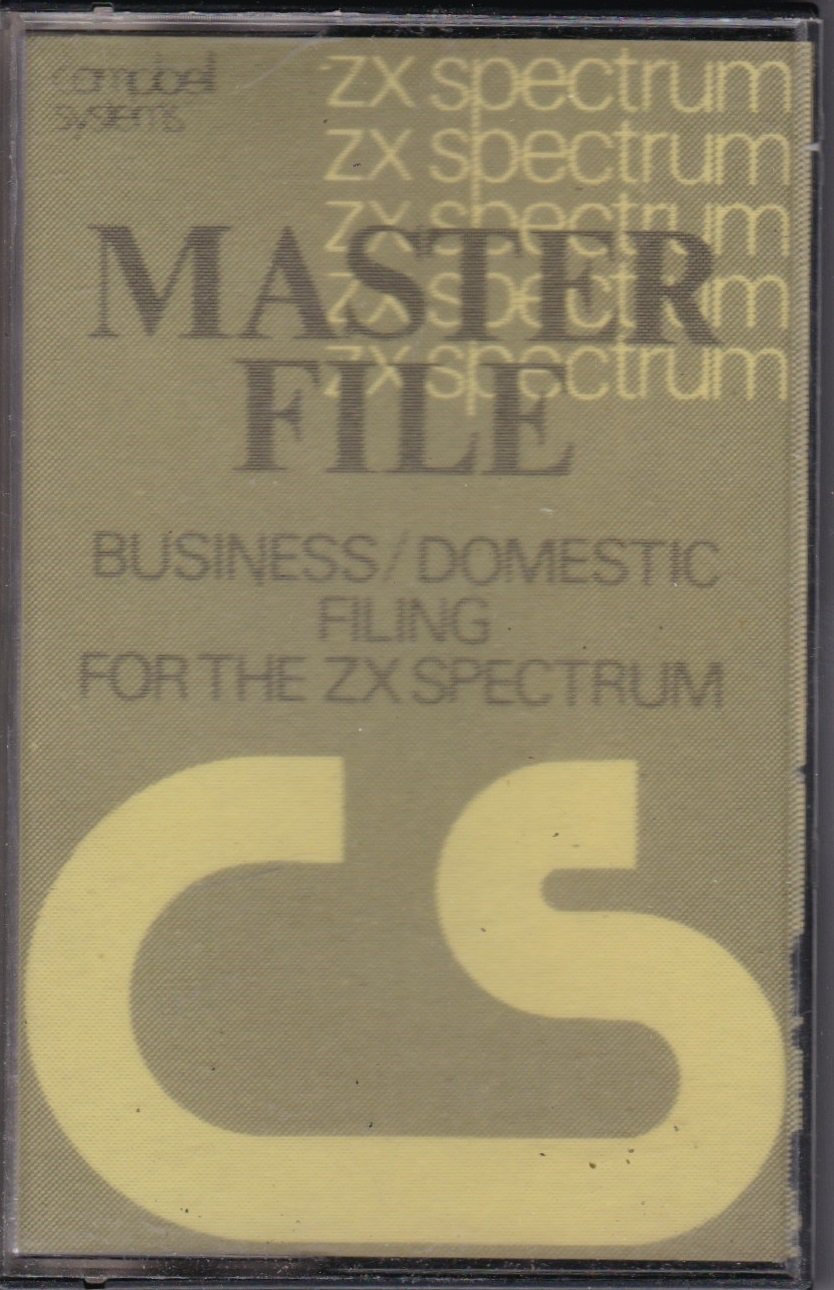 campbell
systems
zx spectrum
zx spectrum
zx spectrum
zx spectrum
zx spectrum
MASTER
FILE
BUSINESS/DOMESTIC
FILING
FOR THE ZX SPECTRUM
CS